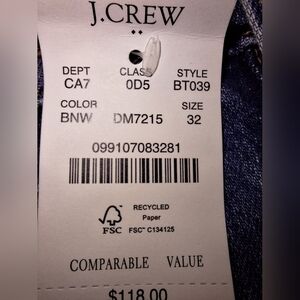 J.CREW
DEPT CLASS STYLE
CA7 0D5 BT039
COLOR SIZE
BNW DM7215 32
099107083281
RECYCLED
Paper
FSC FSC™ C134125
COMPARABLE VALUE
$118.00